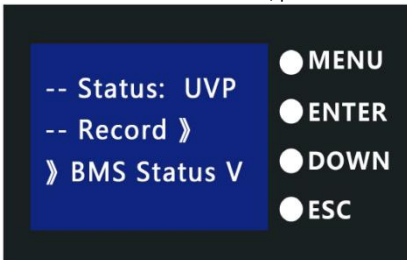 -- Status: UVP
-- Record 》
》 BMS Status V
MENU
ENTER
DOWN
ESC